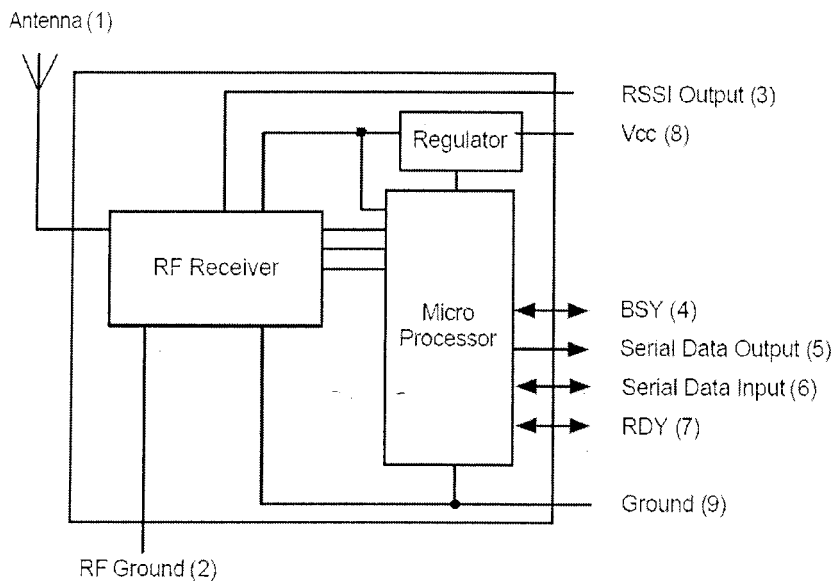 Antenna (1)
RSSI Output (3)
Regulator
Vcc (8)
RF Receiver
Micro
Processor
BSY (4)
Serial Data Output (5)
Serial Data Input (6)
RDY (7)
Ground (9)
RF Ground (2)